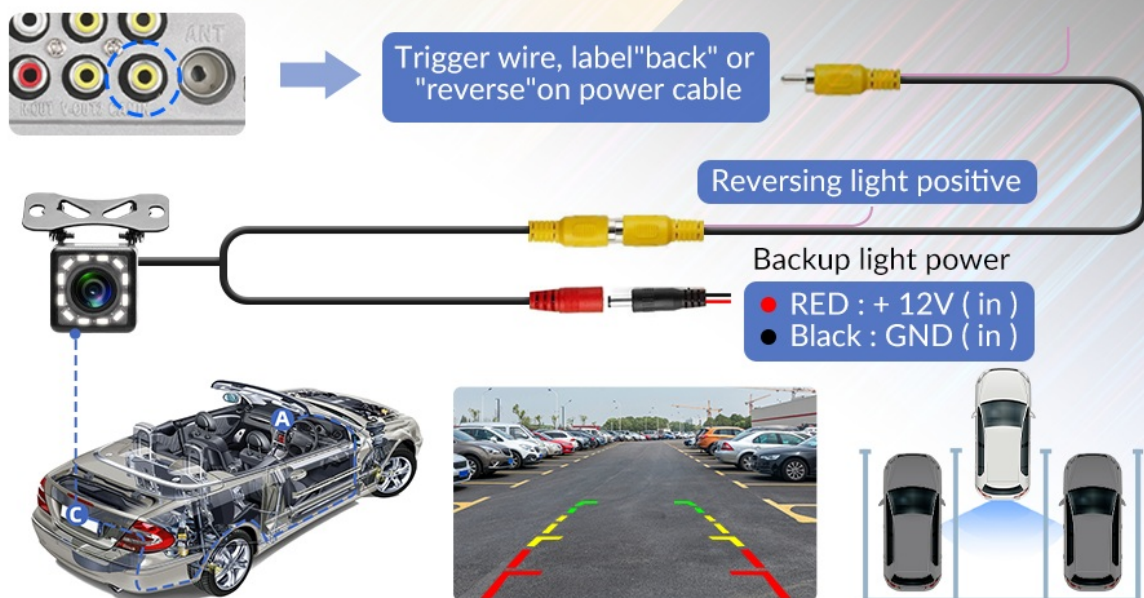 ANT
Trigger wire, label"back" or
"reverse"on power cable
Reversing light positive
Backup light power
RED : + 12V ( in )
Black : GND ( in )
A
C